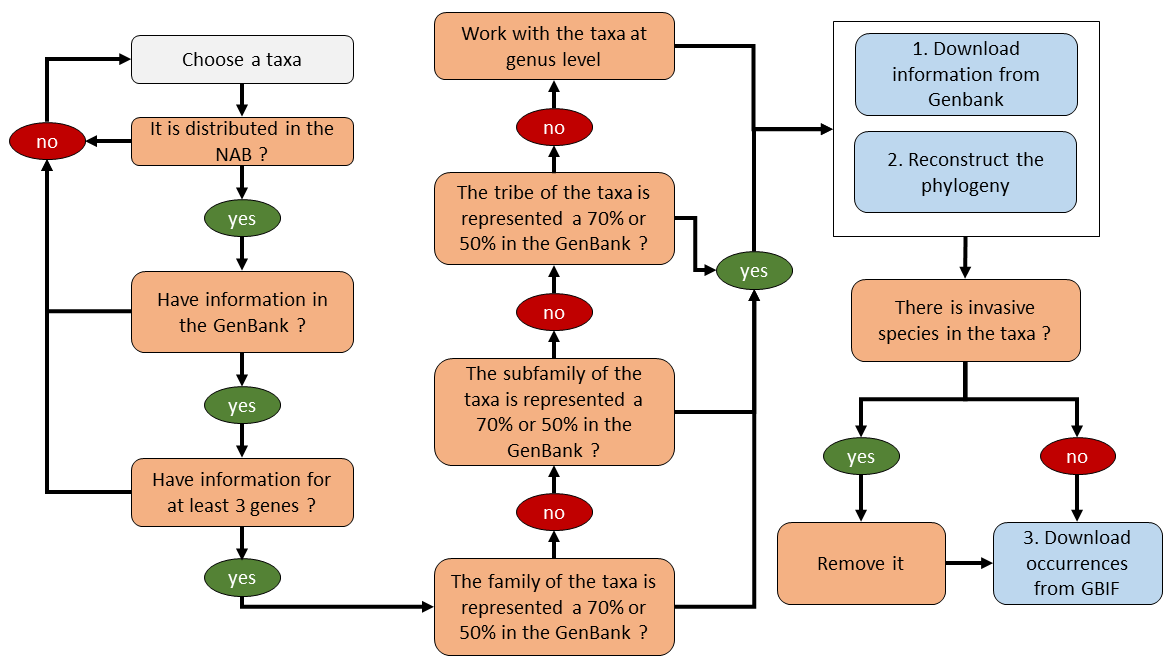 Choose a taxa
It is distributed in the
NAB ?
no
yes
Have information in
the GenBank ?
yes
Have information for
at least 3 genes ?
yes
Work with the taxa at
genus level
no
The tribe of the taxa is
represented a 70% or
50% in the GenBank ?
no
The subfamily of the
taxa is represented a
70% or 50% in the
GenBank ?
no
The family of the taxa is
represented a 70% or
50% in the GenBank ?
yes
1. Download
information from
Genbank
2. Reconstruct the
phylogeny
There is invasive
species in the taxa ?
yes
no
Remove it
3. Download
occurrences
from GBIF